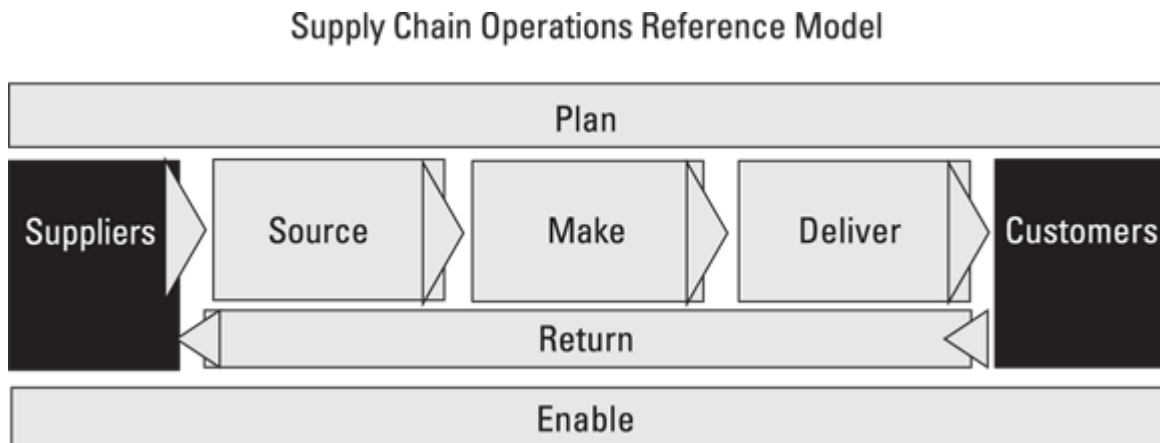 Supply Chain Operations Reference Model
Plan
Suppliers
Source
Make
Deliver
Customers
Return
Enable